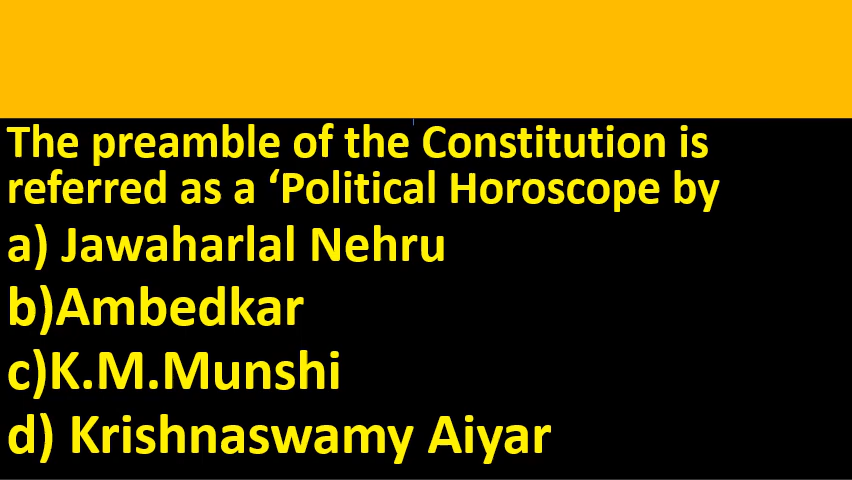 The preamble of the Constitution is
referred as a ‘Political Horoscope by
a) Jawaharlal Nehru
b)Ambedkar
c)K.M.Munshi
d) Krishnaswamy Aiyar